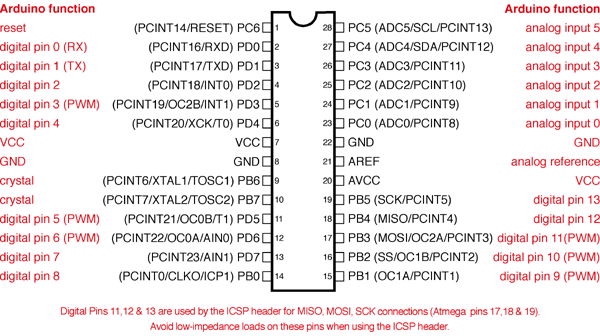 Arduino function Arduino function
reset (PCINT14/RESET) PC6 1 28 PC5 (ADC5/SCL/PCINT13) analog input 5
digital pin 0 (RX) (PCINT16/RXD) PD0 2 27 PC4 (ADC4/SDA/PCINT12) analog input 4
digital pin 1 (TX) (PCINT17/TXD) PD1 3 26 PC3 (ADC3/PCINT11) analog input 3
digital pin 2 (PCINT18/INT0) PD2 4 25 PC2 (ADC2/PCINT10) analog input 2
digital pin 3 (PWM) (PCINT19/OC2B/INT1) PD3 5 24 PC1 (ADC1/PCINT9) analog input 1
digital pin 4 (PCINT20/XCK/T0) PD4 6 23 PC0 (ADC0/PCINT8) analog input 0
VCC VCC 7 22 GND GND
GND GND 8 21 AREF analog reference
crystal (PCINT6/XTAL1/TOSC1) PB6 9 20 AVCC VCC
crystal (PCINT7/XTAL2/TOSC2) PB7 10 19 PB5 (SCK/PCINT5) digital pin 13
digital pin 5 (PWM) (PCINT21/OC0B/T1) PD5 11 18 PB4 (MISO/PCINT4) digital pin 12
digital pin 6 (PWM) (PCINT22/OC0A/AIN0) PD6 12 17 PB3 (MOSI/OC2A/PCINT3) digital pin 11(PWM)
digital pin 7 (PCINT23/AIN1) PD7 13 16 PB2 (SS/OC1B/PCINT2) digital pin 10 (PWM)
digital pin 8 (PCINT0/CLKO/ICP1) PB0 14 15 PB1 (OC1A/PCINT1) digital pin 9 (PWM)
Digital Pins 11,12 & 13 are used by the ICSP header for MISO, MOSI, SCK connections (Atmega pins 17,18 & 19).
Avoid low-impedance loads on these pins when using the ICSP header.